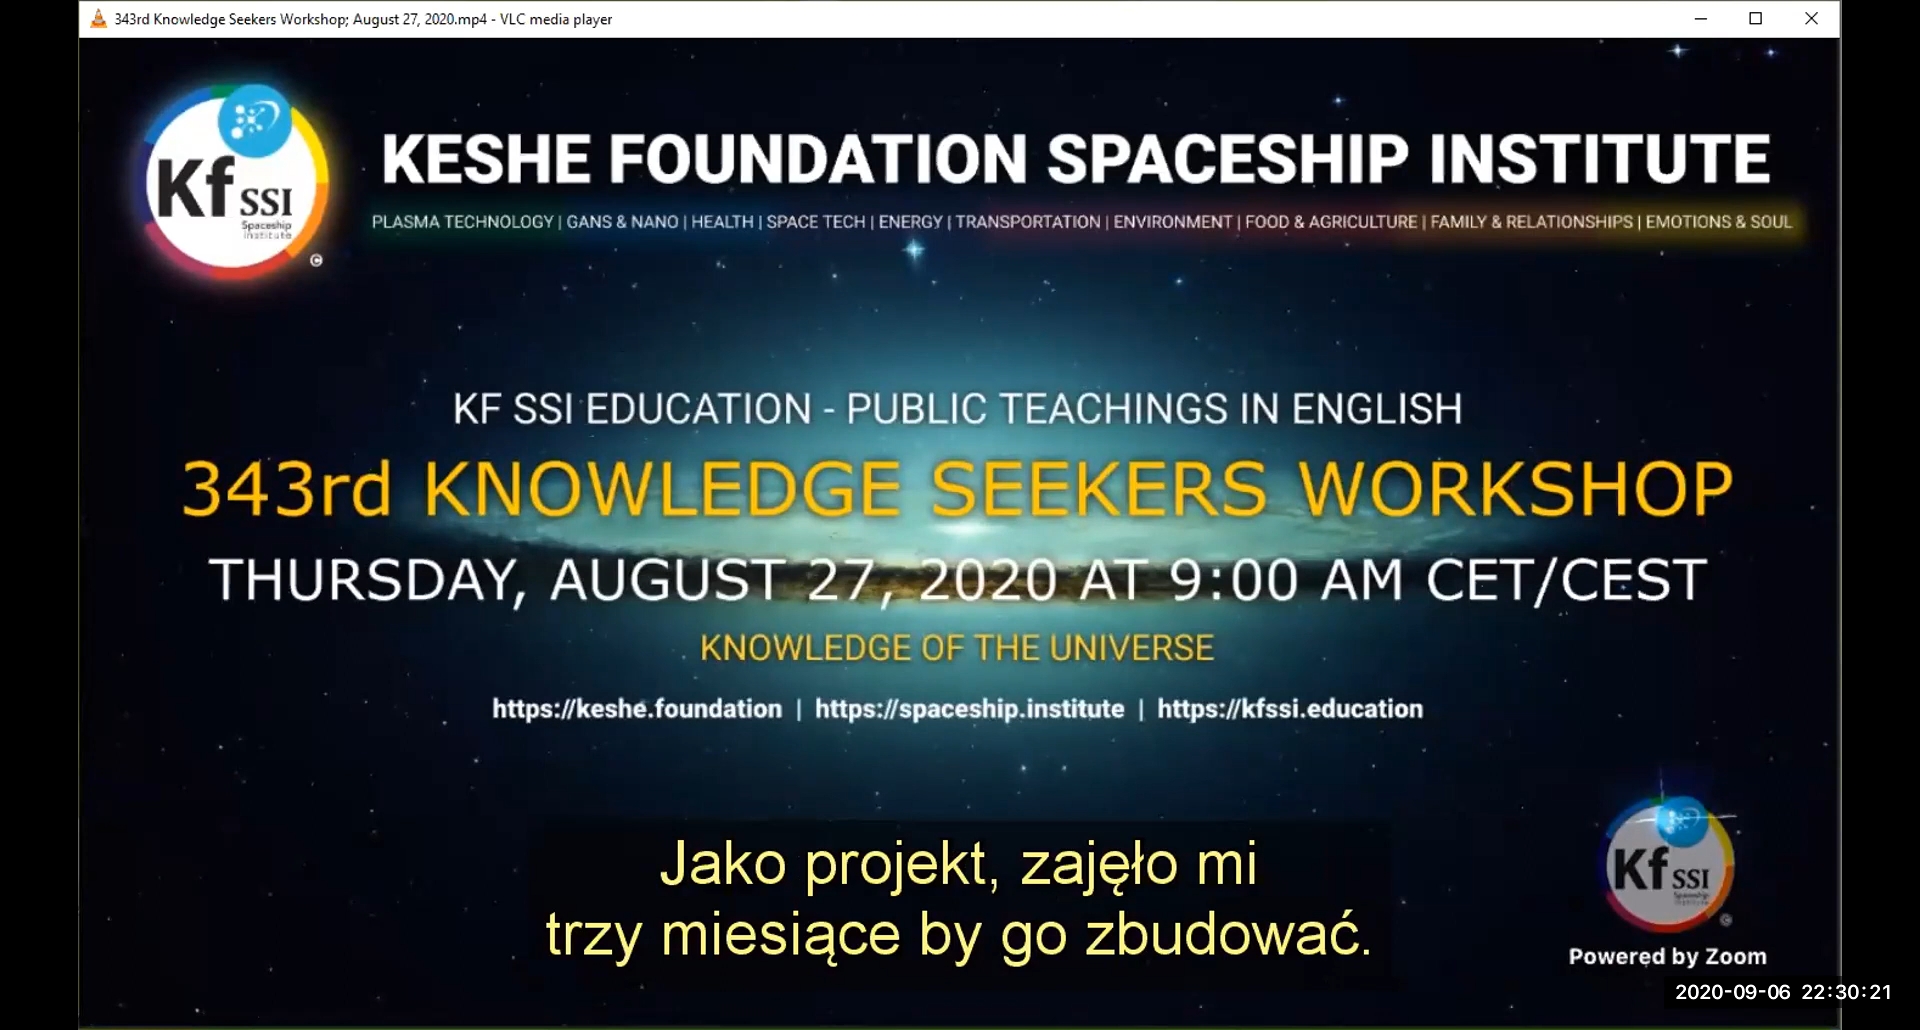 343rd Knowledge Seekers Workshop; August 27, 2020.mp4 - VLC media player
Kf SSI
Spaceship
Institute
©
KESHE FOUNDATION SPACESHIP INSTITUTE
PLASMA TECHNOLOGY | GANS & NANO | HEALTH | SPACE TECH | ENERGY | TRANSPORTATION | ENVIRONMENT | FOOD & AGRICULTURE | FAMILY & RELATIONSHIPS | EMOTIONS & SOUL
KF SSI EDUCATION - PUBLIC TEACHINGS IN ENGLISH
343rd KNOWLEDGE SEEKERS WORKSHOP
THURSDAY, AUGUST 27, 2020 AT 9:00 AM CET/CEST
KNOWLEDGE OF THE UNIVERSE
https://keshe.foundation | https://spaceship.institute | https://kfssi.education
Jako projekt, zajęło mi
trzy miesiące by go zbudować.
Kf SSI
Spaceship
Institute
©
Powered by Zoom
2020-09-06 22:30:21